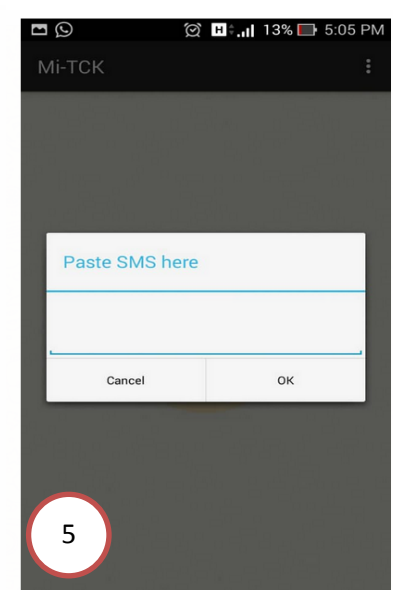 H 13% 5:05 PM
Mi-TCK
Paste SMS here
Cancel OK
5